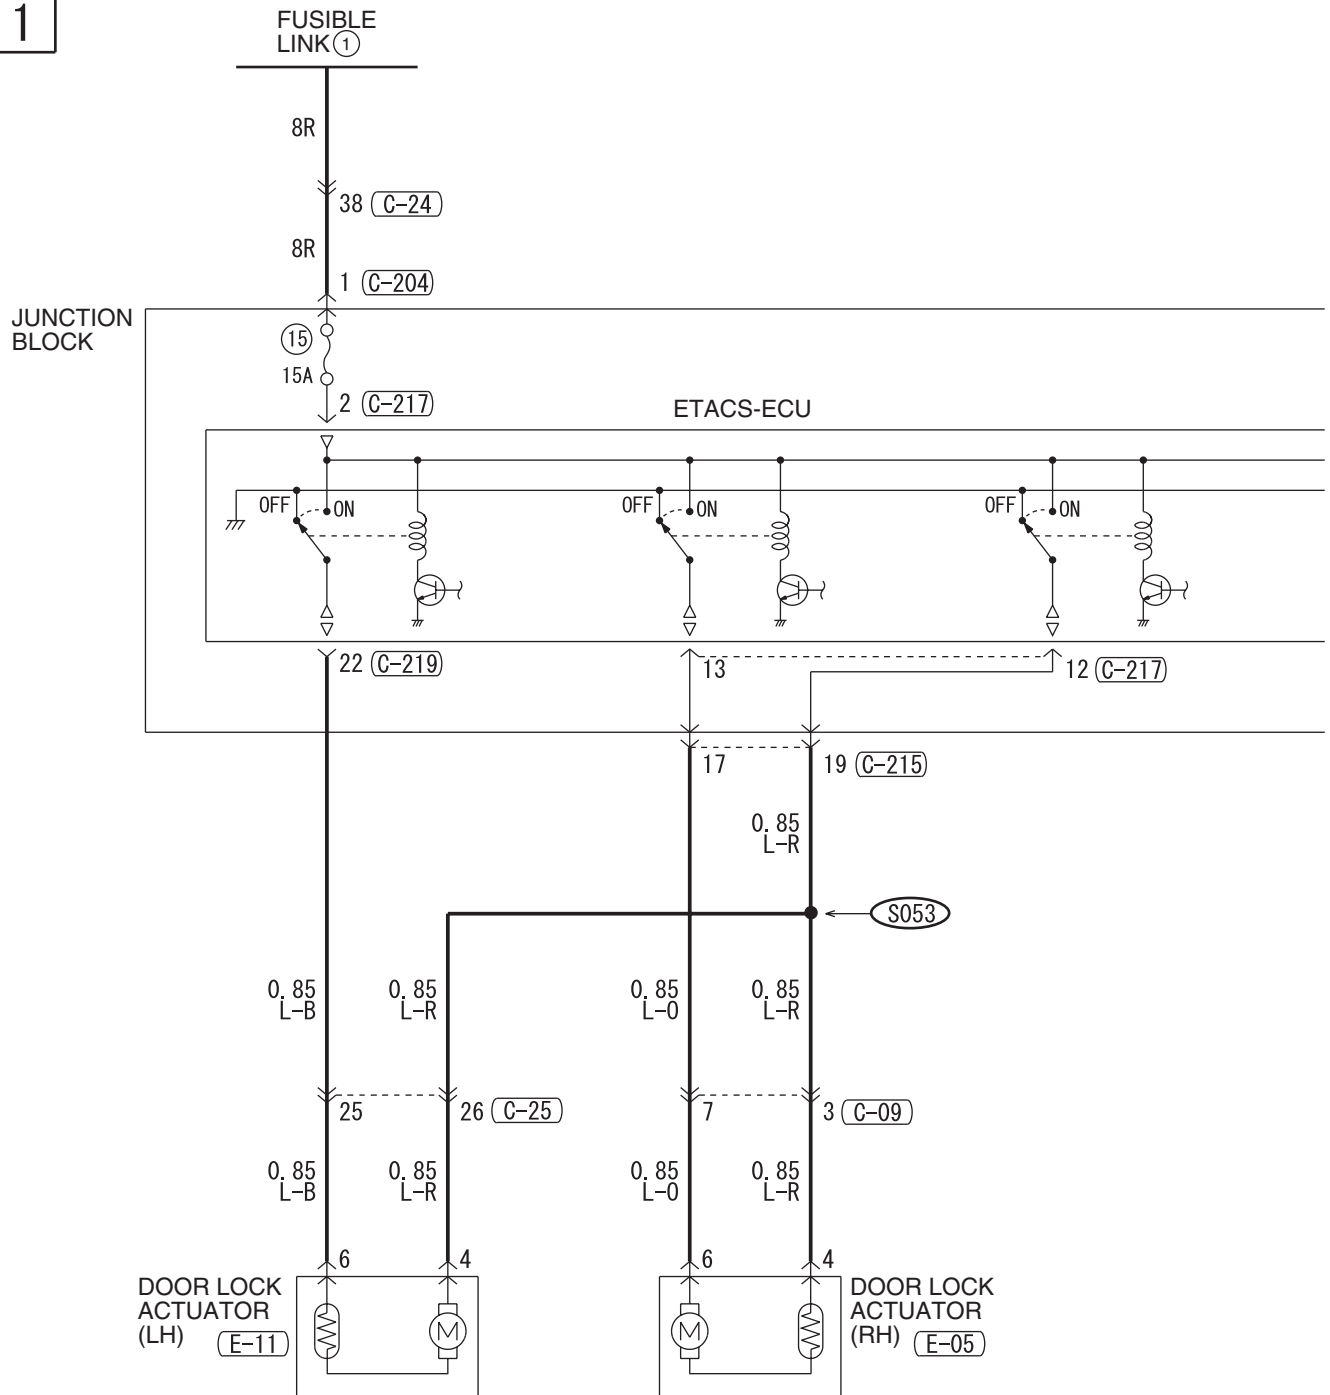 1
FUSIBLE
LINK ①
8R
38 C-24
8R
1 C-204
JUNCTION
BLOCK
⑮
15A
2 C-217
ETACS-ECU
OFF ON
OFF ON
OFF ON
22 C-219
13
12 C-217
17
19 C-215
0.85
L-R
S053
0.85
L-B
0.85
L-R
0.85
L-O
0.85
L-R
25
26 C-25
7
3 C-09
0.85
L-B
0.85
L-R
0.85
L-O
0.85
L-R
6
4
6
4
DOOR LOCK
ACTUATOR
(LH) E-11
M
M
DOOR LOCK
ACTUATOR
(RH) E-05